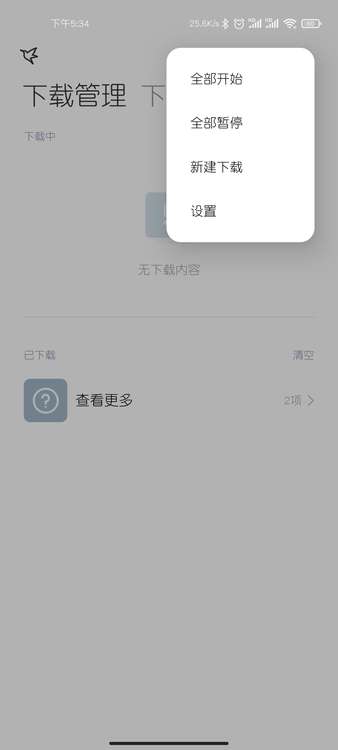 下午5:34
25.6K/s
全部开始
下载管理 下
全部暂停
下载中
新建下载
设置
无下载内容
已下载
清空
查看更多
2项